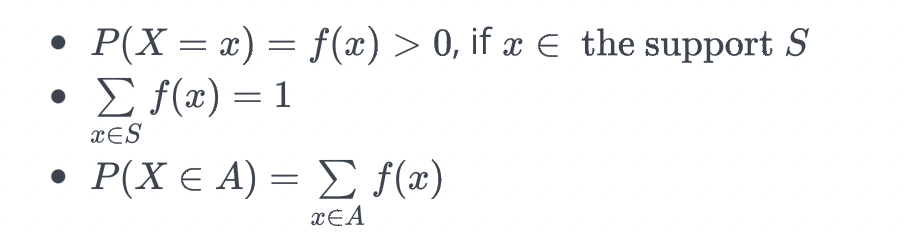 • P(X = x) = f(x) > 0, if x ∈ the support S
• ∑_{x∈S} f(x) = 1
• P(X ∈ A) = ∑_{x∈A} f(x)